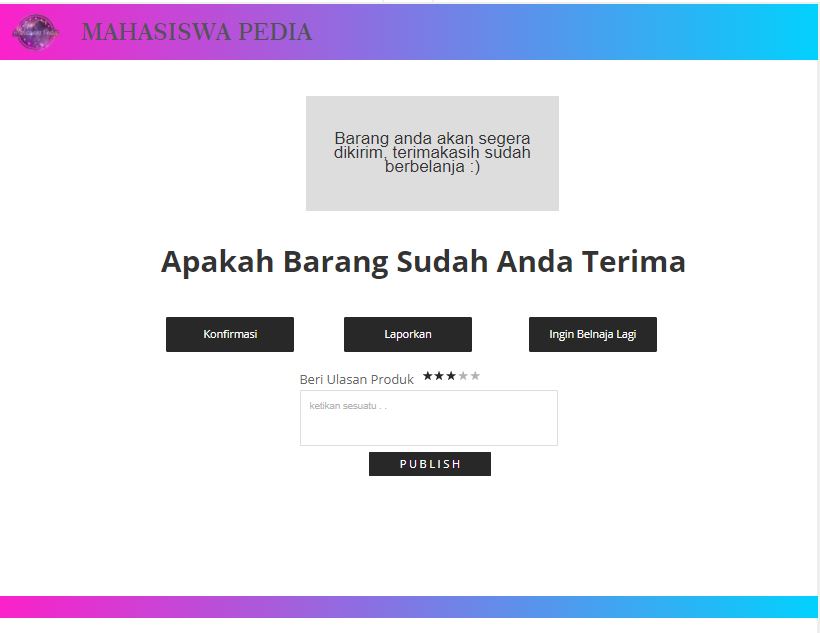 MAHASISWA PEDIA
Barang anda akan segera
dikirim, terimakasih sudah
berbelanja :)
Apakah Barang Sudah Anda Terima
Konfirmasi
Laporkan
Ingin Belnaja Lagi
Beri Ulasan Produk ★★★★★
ketikan sesuatu . .
PUBLISH